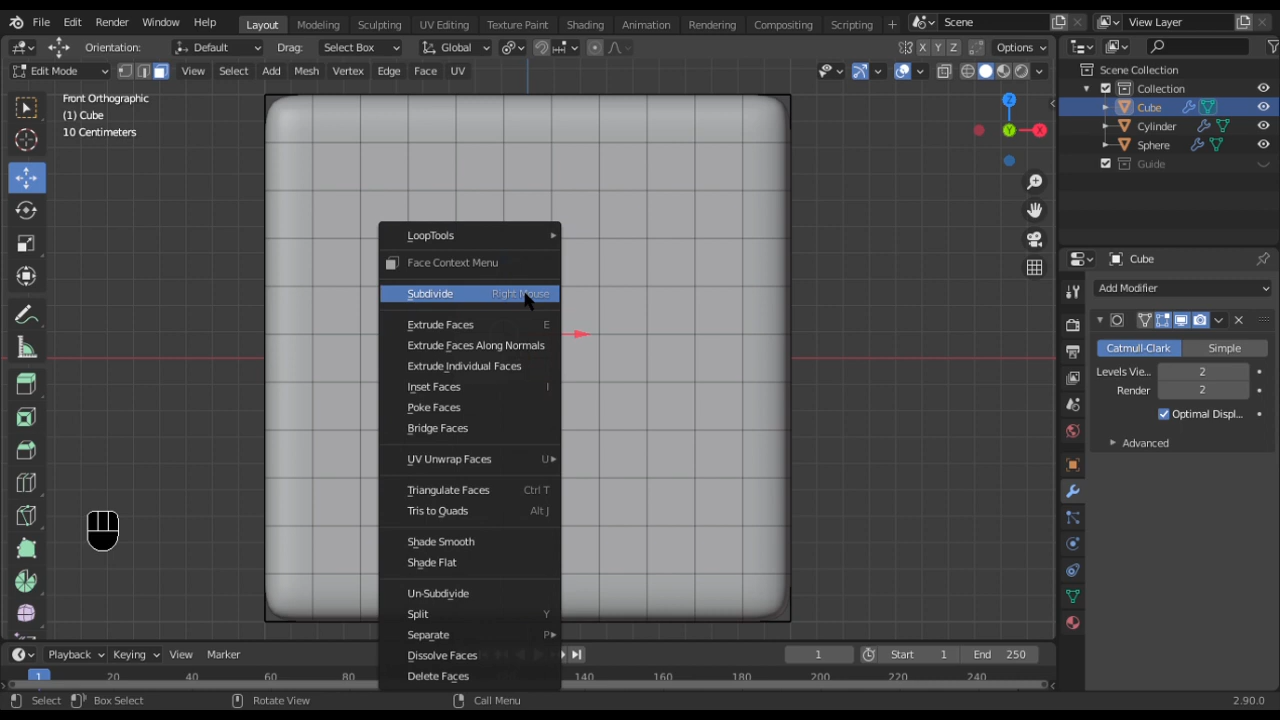 File Edit Render Window Help Layout Modeling Sculpting UV Editing Texture Paint Shading Animation Rendering Compositing Scripting + Scene View Layer
Orientation: Default Drag: Select Box Global X Y Z Options
Edit Mode View Select Add Mesh Vertex Edge Face UV
Front Orthographic
(1) Cube
10 Centimeters
Z
Y
X
LoopTools
Face Context Menu
Subdivide Right Mouse
Extrude Faces E
Extrude Faces Along Normals
Extrude Individual Faces
Inset Faces I
Poke Faces
Bridge Faces
UV Unwrap Faces U
Triangulate Faces Ctrl T
Tris to Quads Alt J
Shade Smooth
Shade Flat
Un-Subdivide
Split Y
Separate P
Dissolve Faces
Delete Faces
Scene Collection
Collection
Cube
Cylinder
Sphere
Guide
Cube
Add Modifier
Catmull-Clark Simple
Levels Vie... 2
Render 2
Optimal Displ...
Advanced
Playback Keying View Marker 1 Start 1 End 250
1 20 40 60 80 140 160 180 200 220 240
Select Box Select Rotate View Call Menu 2.90.0